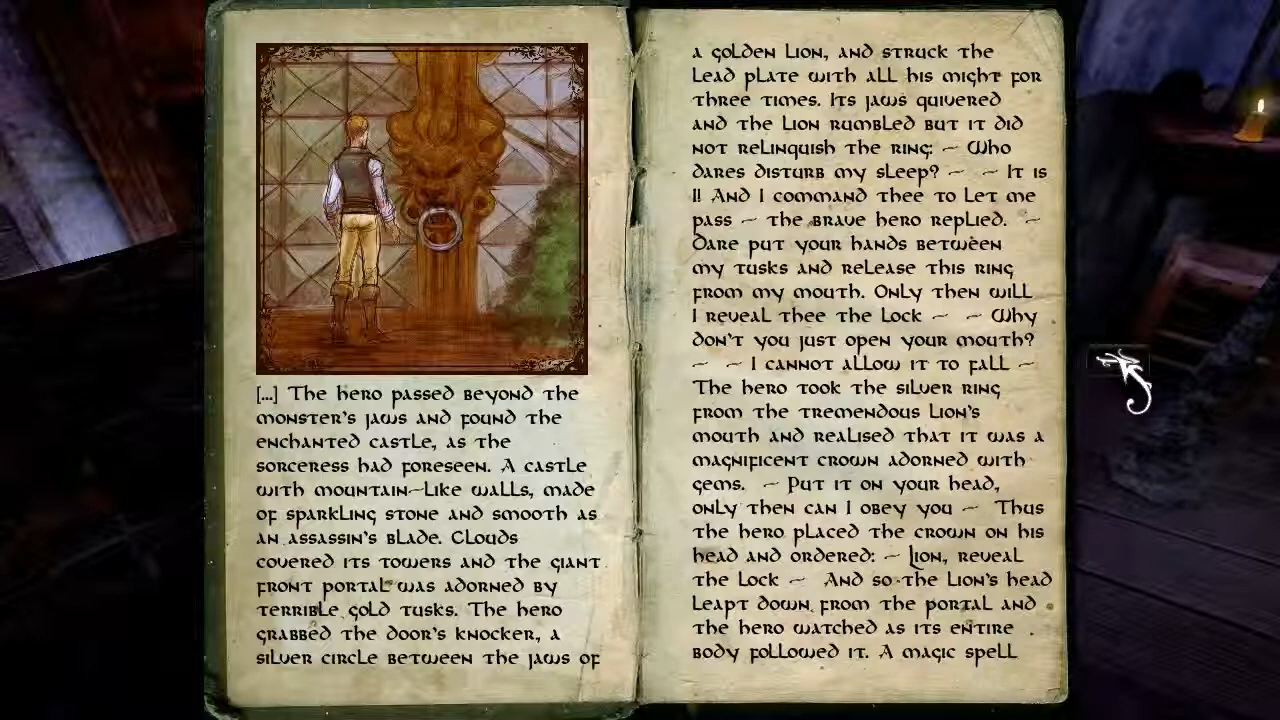 [...] The hero passed beyond the
monster's jaws and found the
enchanted castle, as the
sorceress had foreseen. A castle
with mountain-like walls, made
of sparkling stone and smooth as
an assassin's blade. Clouds
covered its towers and the giant
front portal was adorned by
terrible gold tusks. The hero
grabbed the door's knocker, a
silver circle between the jaws of
a golden lion, and struck the
lead plate with all his might for
three times. Its jaws quivered
and the lion rumbled but it did
not relinquish the ring: - Who
dares disturb my sleep? - - It is
I! And I command thee to let me
pass - the brave hero replied. -
Dare put your hands between
my tusks and release this ring
from my mouth. Only then will
I reveal thee the lock - - Why
don't you just open your mouth?
- - I cannot allow it to fall -
The hero took the silver ring
from the tremendous lion's
mouth and realised that it was a
magnificent crown adorned with
gems. - Put it on your head,
only then can I obey you - Thus
the hero placed the crown on his
head and ordered: - Lion, reveal
the lock - And so the lion's head
leapt down from the portal and
the hero watched as its entire
body followed it. A magic spell